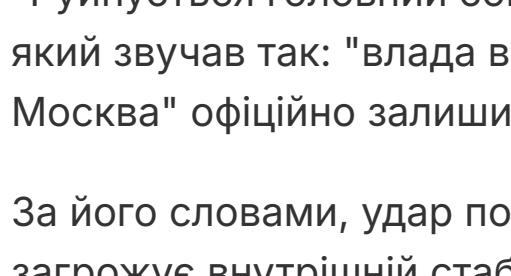 який звучав так: "влада в
Москва" офіційно залиши
За його словами, удар по
загрожує внутрішній стаб